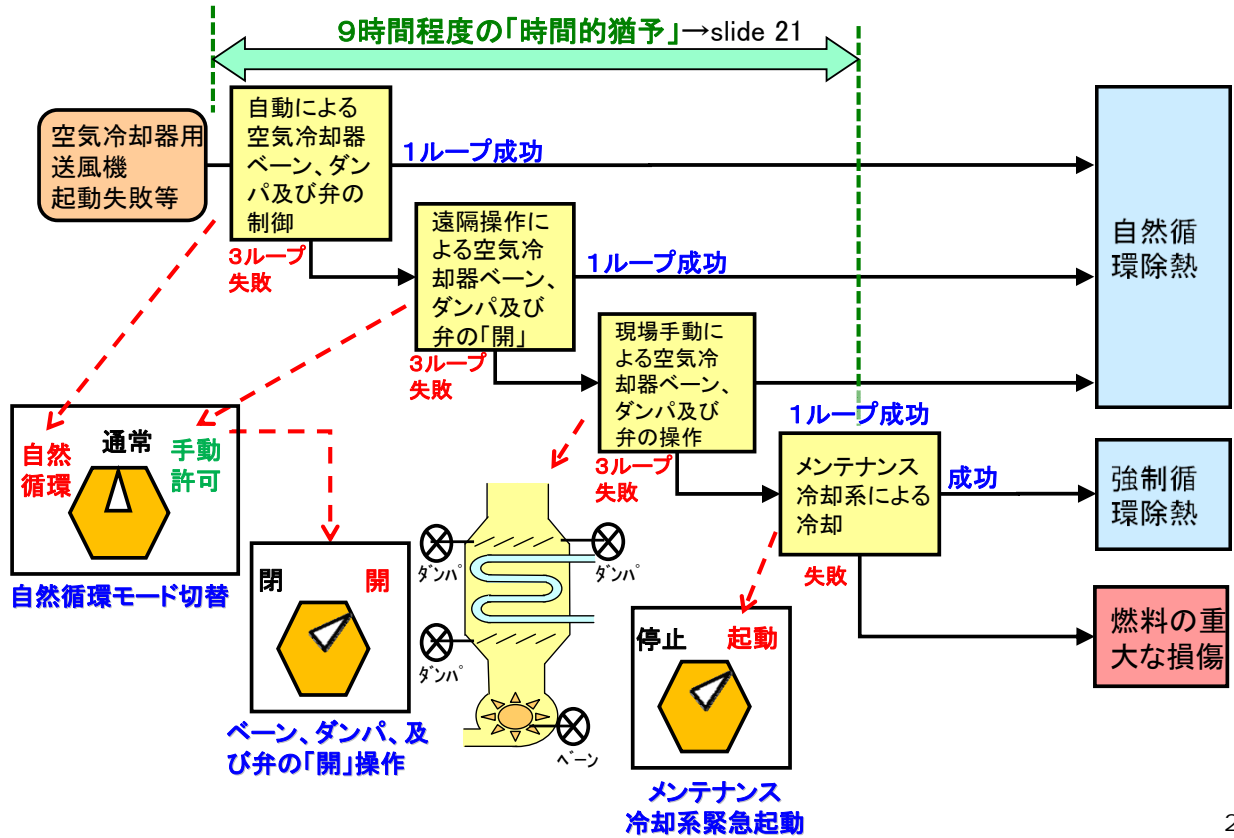 9時間程度の「時間的猶予」→slide 21
空気冷却器用
送風機
起動失敗等
自動による
空気冷却器
ベーン、ダン
パ及び弁の
制御
1ループ成功
3ループ
失敗
遠隔操作に
よる空気冷
却器ベーン、
ダンパ及び
弁の「開」
1ループ成功
3ループ
失敗
現場手動に
よる空気冷
却器ベーン、
ダンパ及び
弁の操作
1ループ成功
3ループ
失敗
メンテナンス
冷却系による
冷却
成功
失敗
自然循
環除熱
強制循
環除熱
燃料の重
大な損傷
自然
循環
通常
手動
許可
自然循環モード切替
閉
開
ベーン、ダンパ、及
び弁の「開」操作
ダンパ
ダンパ
ダンパ
ベーン
停止
起動
メンテナンス
冷却系緊急起動
2